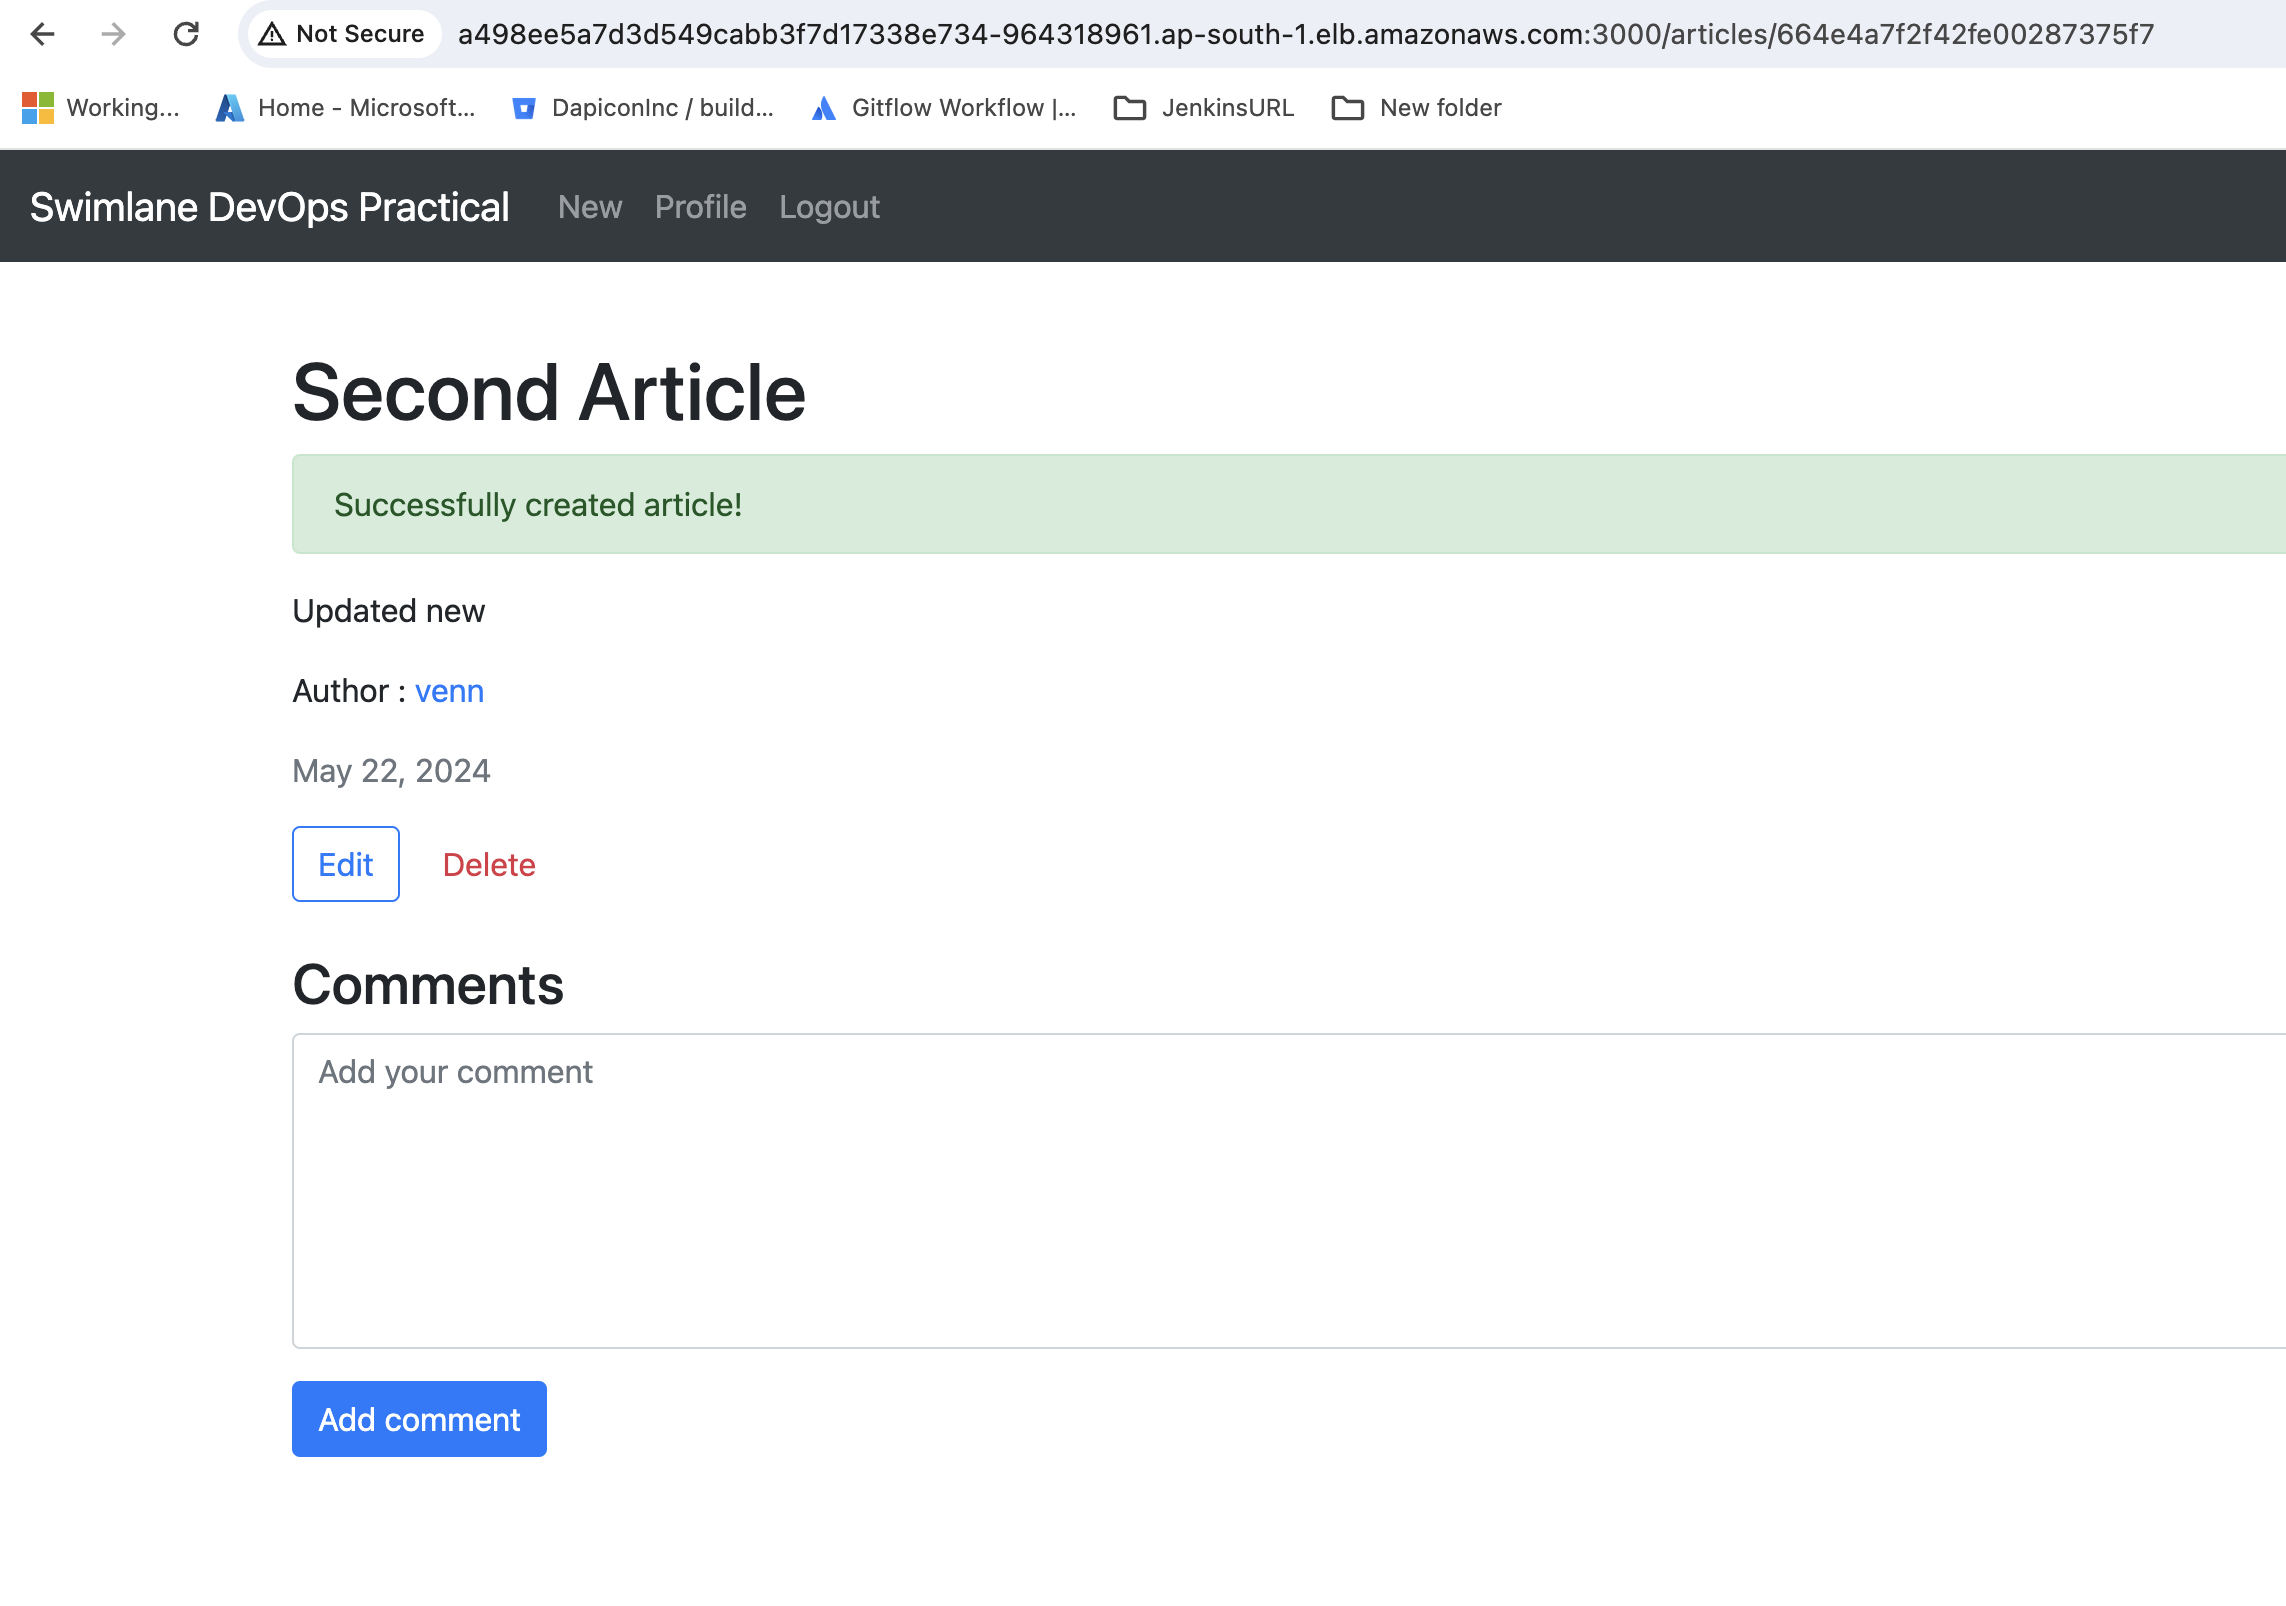 Not Secure a498ee5a7d3d549cabb3f7d17338e734-964318961.ap-south-1.elb.amazonaws.com:3000/articles/664e4a7f2f42fe00287375f7
Working... Home - Microsoft... DapiconInc / build... Gitflow Workflow |... JenkinsURL New folder
Swimlane DevOps Practical New Profile Logout
Second Article
Successfully created article!
Updated new
Author : venn
May 22, 2024
Edit Delete
Comments
Add your comment
Add comment